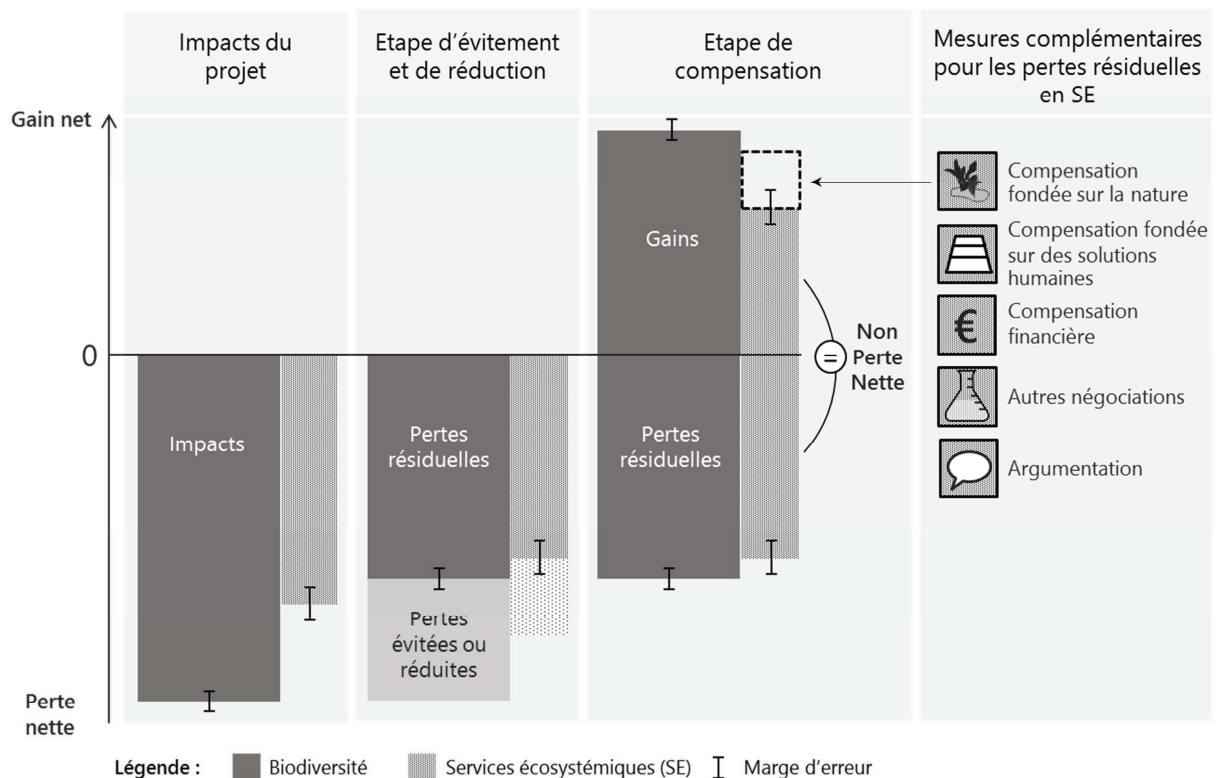 Impacts du
projet
Etape d'évitement
et de réduction
Etape de
compensation
Mesures complémentaires
pour les pertes résiduelles
en SE
Gain net
0
Perte
nette
Impacts
Pertes
résiduelles
Pertes
évitées ou
réduites
Gains
Pertes
résiduelles
=
Non
Perte
Nette
Compensation
fondée sur la nature
Compensation fondée
sur des solutions
humaines
€
Compensation
financière
Autres négociations
Argumentation
Légende :
Biodiversité
Services écosystémiques (SE)
Marge d'erreur